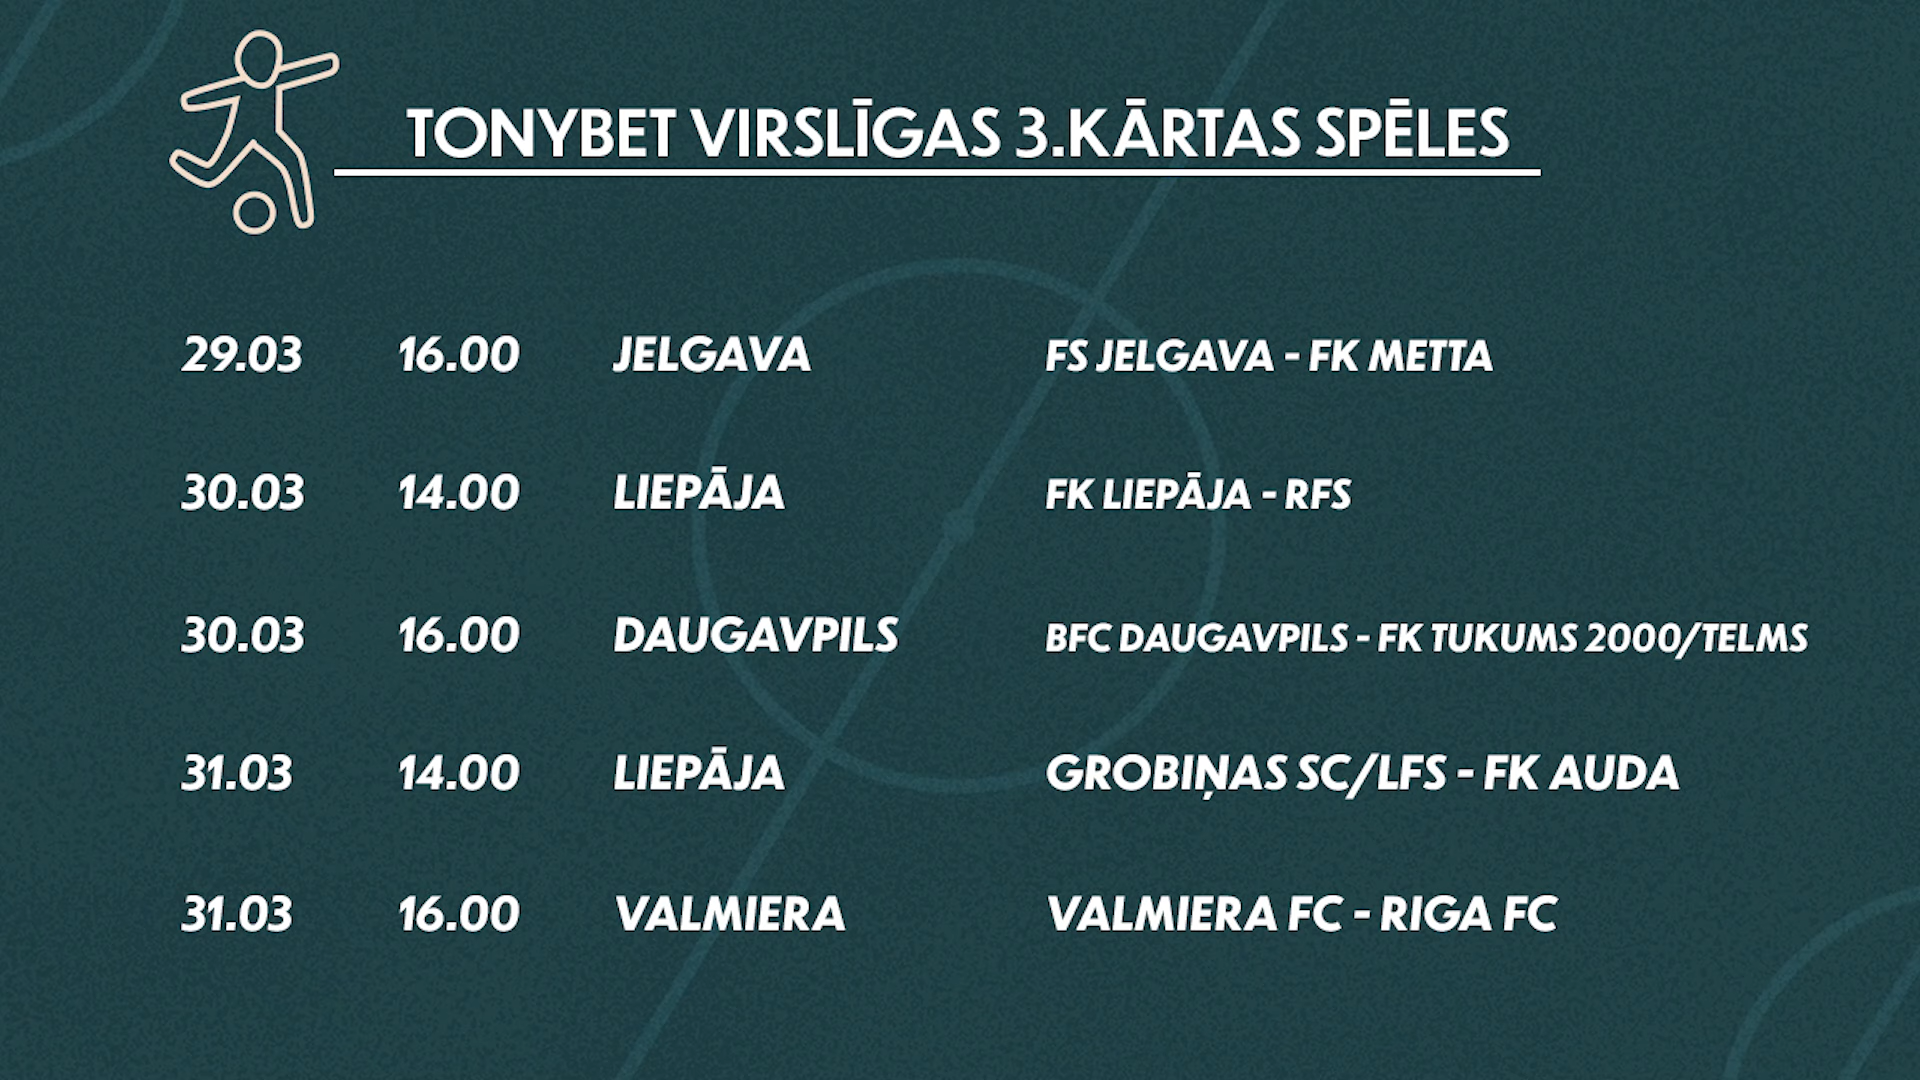 TONYBET VIRSLĪGAS 3.KĀRTAS SPĒLES
29.03 16.00 JELGAVA FS JELGAVA - FK METTA
30.03 14.00 LIEPĀJA FK LIEPĀJA - RFS
30.03 16.00 DAUGAVPILS BFC DAUGAVPILS - FK TUKUMS 2000/TELMS
31.03 14.00 LIEPĀJA GROBIŅAS SC/LFS - FK AUDA
31.03 16.00 VALMIERA VALMIERA FC - RIGA FC